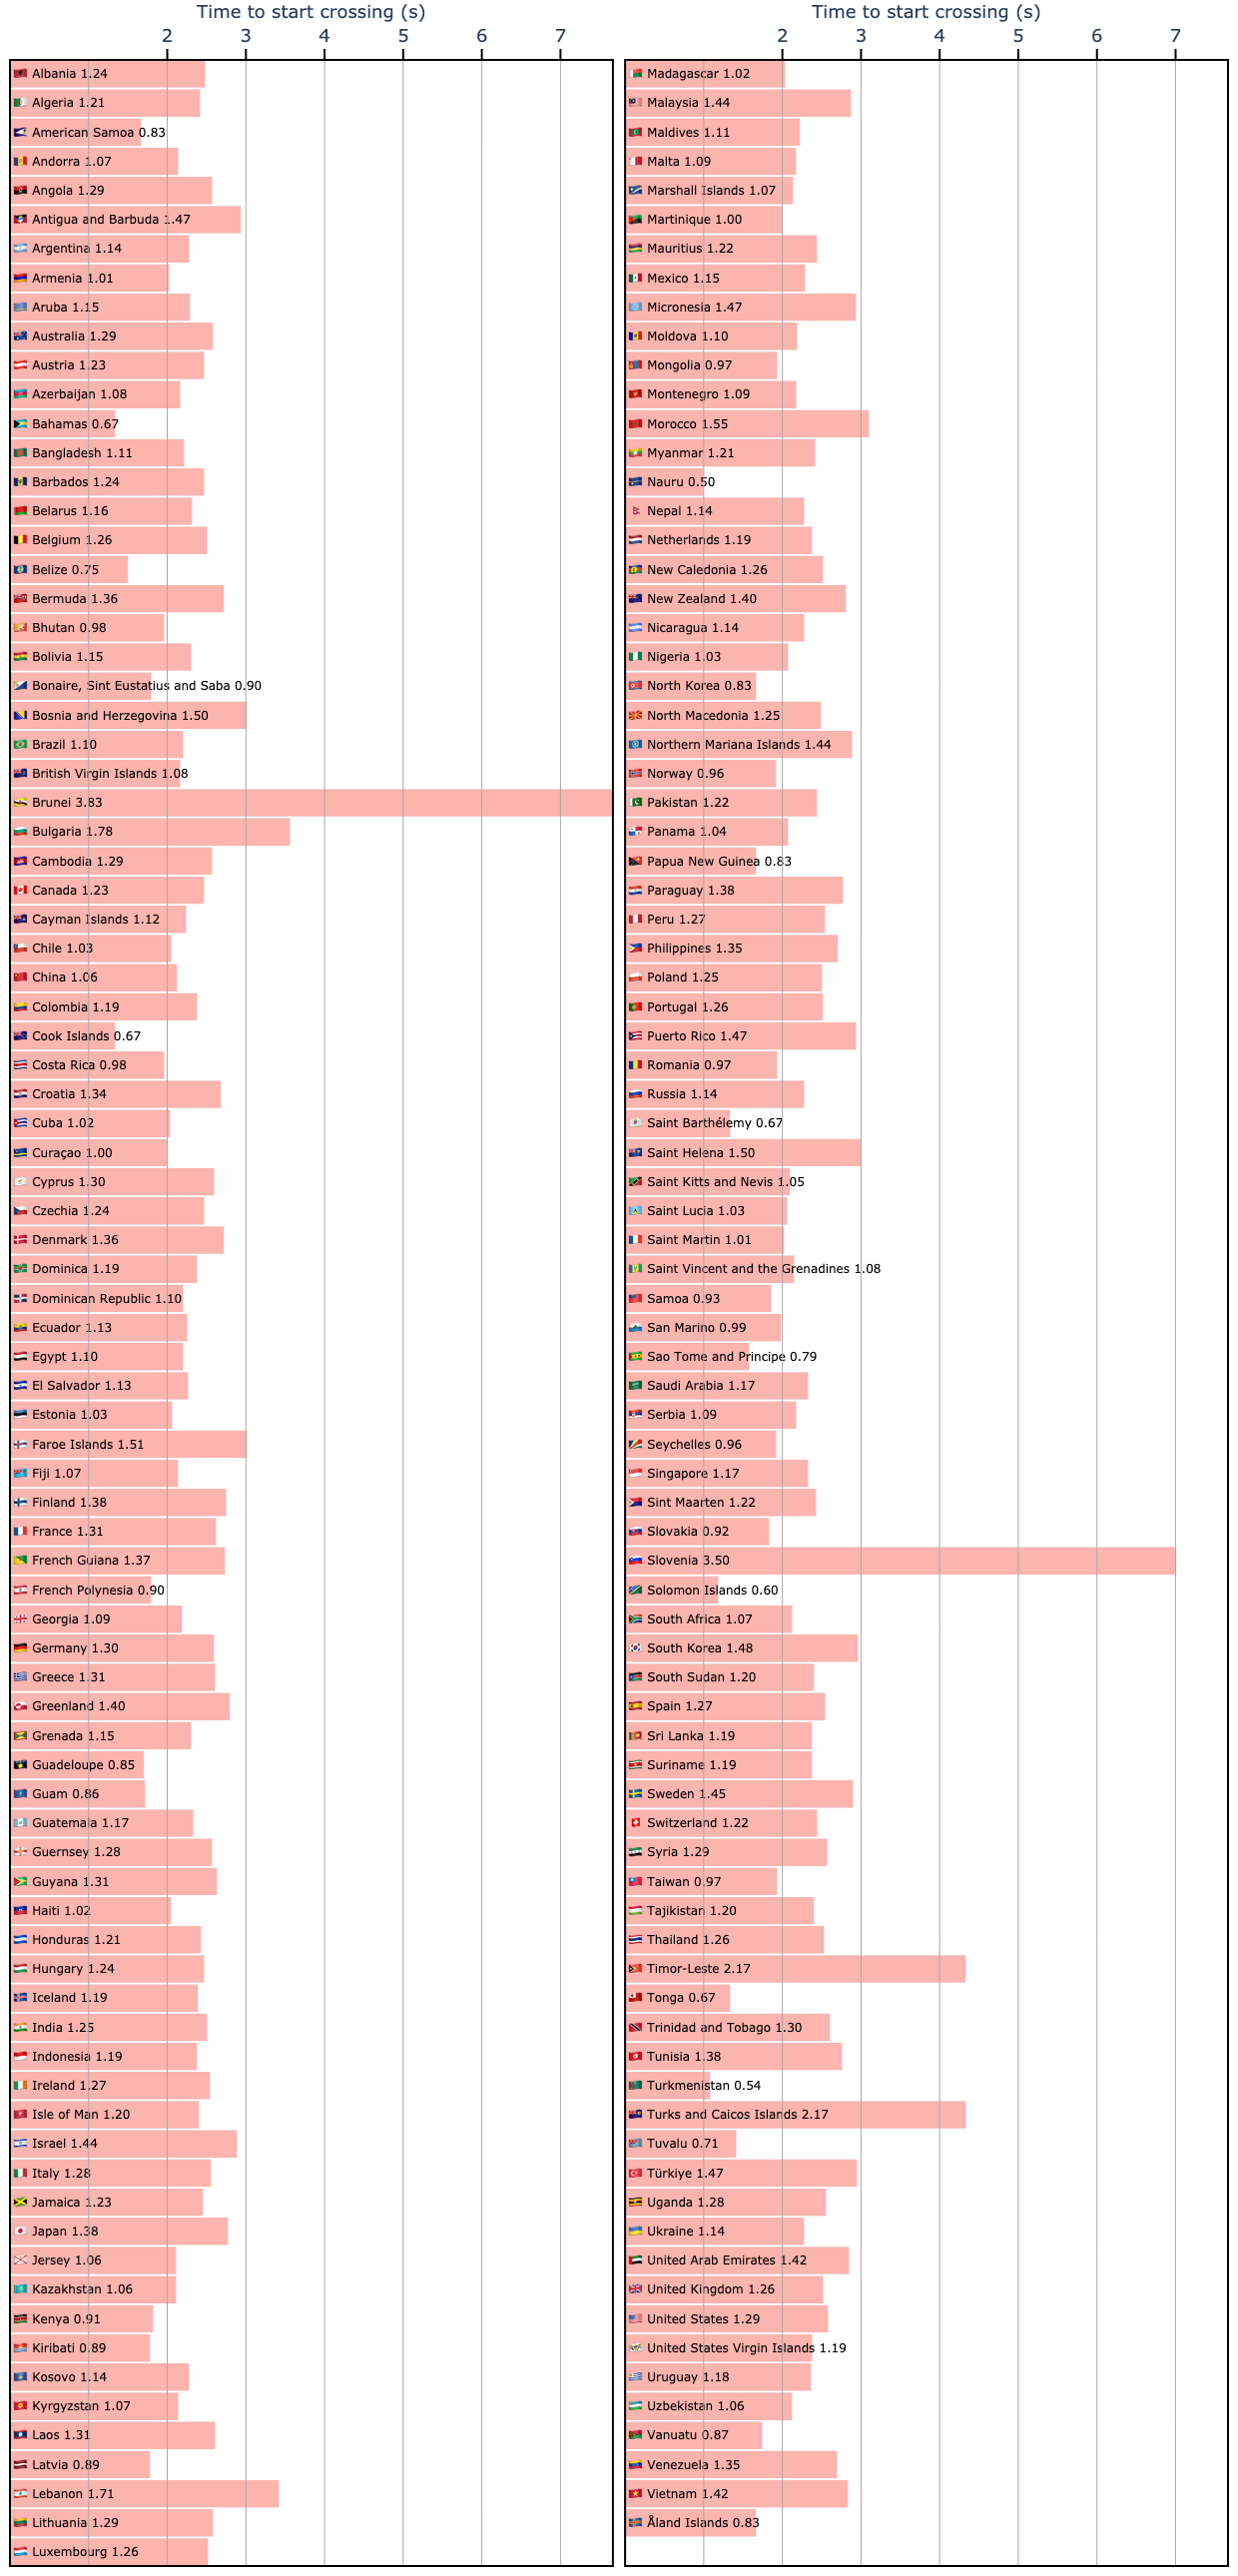 Time to start crossing (s)
2 3 4 5 6 7
Albania 1.24
Algeria 1.21
American Samoa 0.83
Andorra 1.07
Angola 1.29
Antigua and Barbuda 1.47
Argentina 1.14
Armenia 1.01
Aruba 1.15
Australia 1.29
Austria 1.23
Azerbaijan 1.08
Bahamas 0.67
Bangladesh 1.11
Barbados 1.24
Belarus 1.16
Belgium 1.26
Belize 0.75
Bermuda 1.36
Bhutan 0.98
Bolivia 1.15
Bonaire, Sint Eustatius and Saba 0.90
Bosnia and Herzegovina 1.50
Brazil 1.10
British Virgin Islands 1.08
Brunei 3.83
Bulgaria 1.78
Cambodia 1.29
Canada 1.23
Cayman Islands 1.12
Chile 1.03
China 1.06
Colombia 1.19
Cook Islands 0.67
Costa Rica 0.98
Croatia 1.34
Cuba 1.02
Curaçao 1.00
Cyprus 1.30
Czechia 1.24
Denmark 1.36
Dominica 1.19
Dominican Republic 1.10
Ecuador 1.13
Egypt 1.10
El Salvador 1.13
Estonia 1.03
Faroe Islands 1.51
Fiji 1.07
Finland 1.38
France 1.31
French Guiana 1.37
French Polynesia 0.90
Georgia 1.09
Germany 1.30
Greece 1.31
Greenland 1.40
Grenada 1.15
Guadeloupe 0.85
Guam 0.86
Guatemala 1.17
Guernsey 1.28
Guyana 1.31
Haiti 1.02
Honduras 1.21
Hungary 1.24
Iceland 1.19
India 1.25
Indonesia 1.19
Ireland 1.27
Isle of Man 1.20
Israel 1.44
Italy 1.28
Jamaica 1.23
Japan 1.38
Jersey 1.06
Kazakhstan 1.06
Kenya 0.91
Kiribati 0.89
Kosovo 1.14
Kyrgyzstan 1.07
Laos 1.31
Latvia 0.89
Lebanon 1.71
Lithuania 1.29
Luxembourg 1.26
Time to start crossing (s)
2 3 4 5 6 7
Madagascar 1.02
Malaysia 1.44
Maldives 1.11
Malta 1.09
Marshall Islands 1.07
Martinique 1.00
Mauritius 1.22
Mexico 1.15
Micronesia 1.47
Moldova 1.10
Mongolia 0.97
Montenegro 1.09
Morocco 1.55
Myanmar 1.21
Nauru 0.50
Nepal 1.14
Netherlands 1.19
New Caledonia 1.26
New Zealand 1.40
Nicaragua 1.14
Nigeria 1.03
North Korea 0.83
North Macedonia 1.25
Northern Mariana Islands 1.44
Norway 0.96
Pakistan 1.22
Panama 1.04
Papua New Guinea 0.83
Paraguay 1.38
Peru 1.27
Philippines 1.35
Poland 1.25
Portugal 1.26
Puerto Rico 1.47
Romania 0.97
Russia 1.14
Saint Barthélemy 0.67
Saint Helena 1.50
Saint Kitts and Nevis 1.05
Saint Lucia 1.03
Saint Martin 1.01
Saint Vincent and the Grenadines 1.08
Samoa 0.93
San Marino 0.99
Sao Tome and Principe 0.79
Saudi Arabia 1.17
Serbia 1.09
Seychelles 0.96
Singapore 1.17
Sint Maarten 1.22
Slovakia 0.92
Slovenia 3.50
Solomon Islands 0.60
South Africa 1.07
South Korea 1.48
South Sudan 1.20
Spain 1.27
Sri Lanka 1.19
Suriname 1.19
Sweden 1.45
Switzerland 1.22
Syria 1.29
Taiwan 0.97
Tajikistan 1.20
Thailand 1.26
Timor-Leste 2.17
Tonga 0.67
Trinidad and Tobago 1.30
Tunisia 1.38
Turkmenistan 0.54
Turks and Caicos Islands 2.17
Tuvalu 0.71
Türkiye 1.47
Uganda 1.28
Ukraine 1.14
United Arab Emirates 1.42
United Kingdom 1.26
United States 1.29
United States Virgin Islands 1.19
Uruguay 1.18
Uzbekistan 1.06
Vanuatu 0.87
Venezuela 1.35
Vietnam 1.42
Åland Islands 0.83